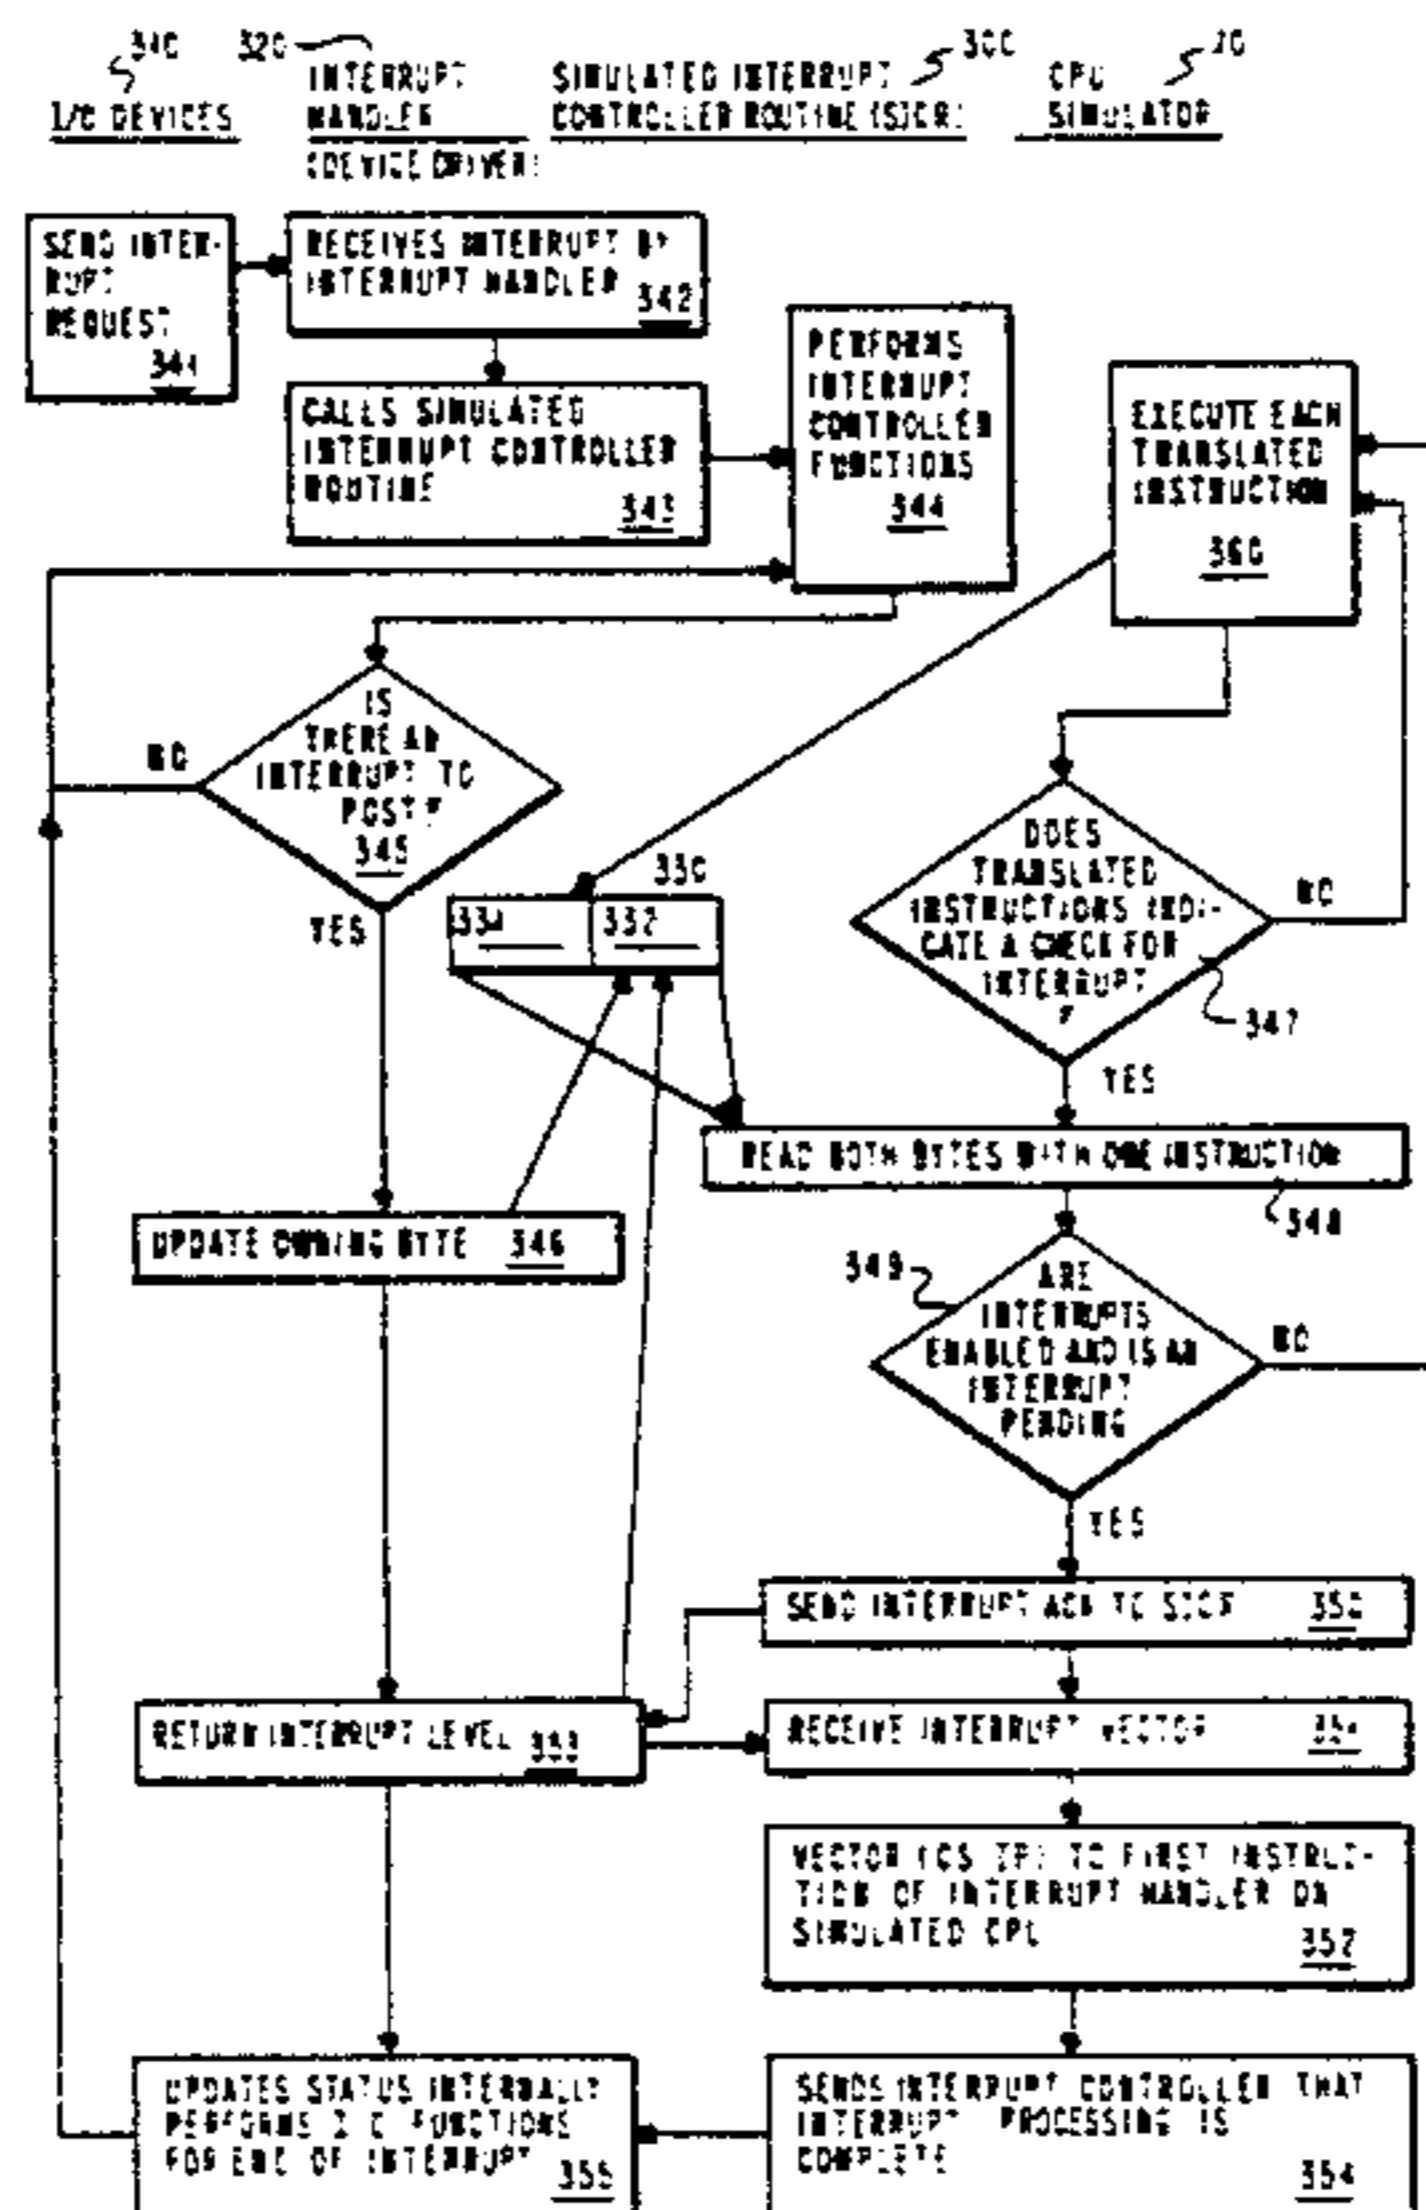 340
320
300
10
I/O DEVICES
INTERRUPT
HANDLER
(DEVICE DRIVER)
SIMULATED INTERRUPT
CONTROLLER ROUTINE (SICR)
CPU
SIMULATOR
SEND INTER-
RUPT
REQUEST
341
RECEIVES INTERRUPT BY
INTERRUPT HANDLER
342
CALLS SIMULATED
INTERRUPT CONTROLLER
ROUTINE
343
PERFORMS
INTERRUPT
CONTROLLER
FUNCTIONS
344
EXECUTE EACH
TRANSLATED
INSTRUCTION
360
IS
THERE AN
INTERRUPT TO
POST?
345
NO
YES
330
331
332
DOES
TRANSLATED
INSTRUCTIONS INDI-
CATE A CHECK FOR
INTERRUPT
?
347
NO
YES
READ BOTH BYTES WITH ONE INSTRUCTION
348
UPDATE OWNING BYTE 346
349
ARE
INTERRUPTS
ENABLED AND IS AN
INTERRUPT
PENDING
NO
YES
SEND INTERRUPT ACK TO SICR 350
RETURN INTERRUPT LEVEL 353
RECEIVE INTERRUPT VECTOR 351
VECTOR (CS IP) TO FIRST INSTRUC-
TION OF INTERRUPT HANDLER ON
SIMULATED CPU
352
UPDATES STATUS INTERNALLY
PERFORMS I C FUNCTIONS
FOR END OF INTERRUPT
355
SENDS INTERRUPT CONTROLLER THAT
INTERRUPT PROCESSING IS
COMPLETE
354